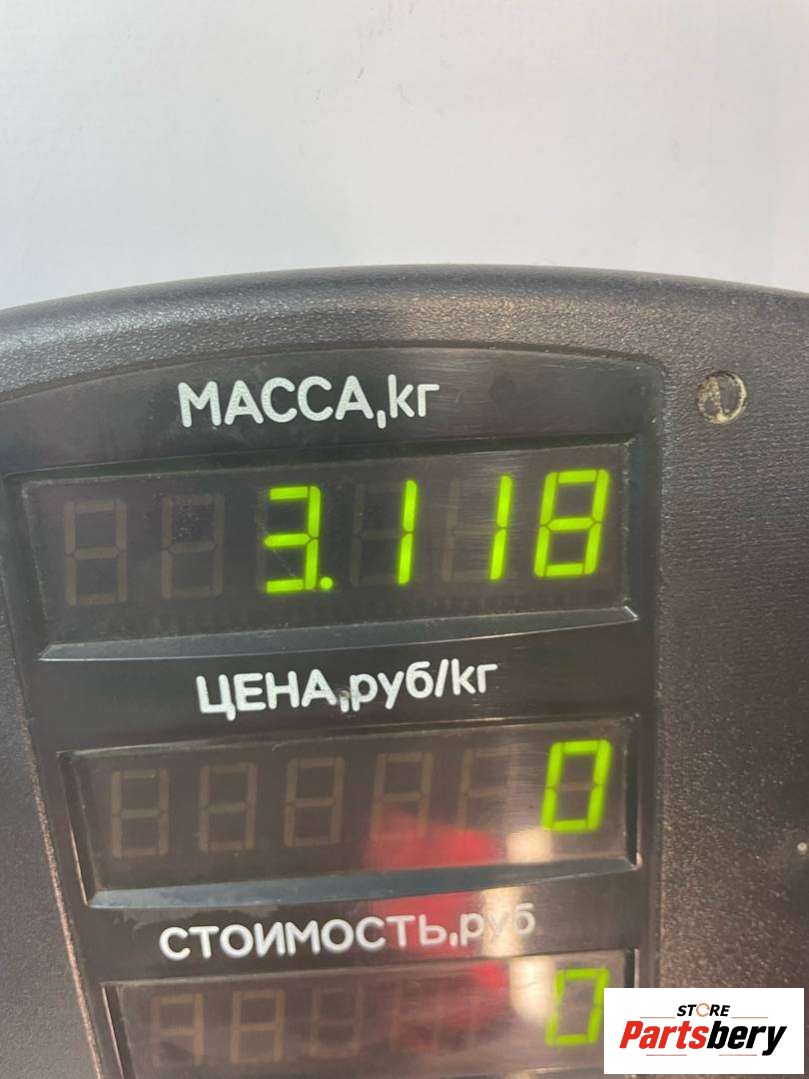 МАССА,кг
3.118
ЦЕНА,руб/кг
0
СТОИМОСТЬ,руб
0
STORE
Partsbery